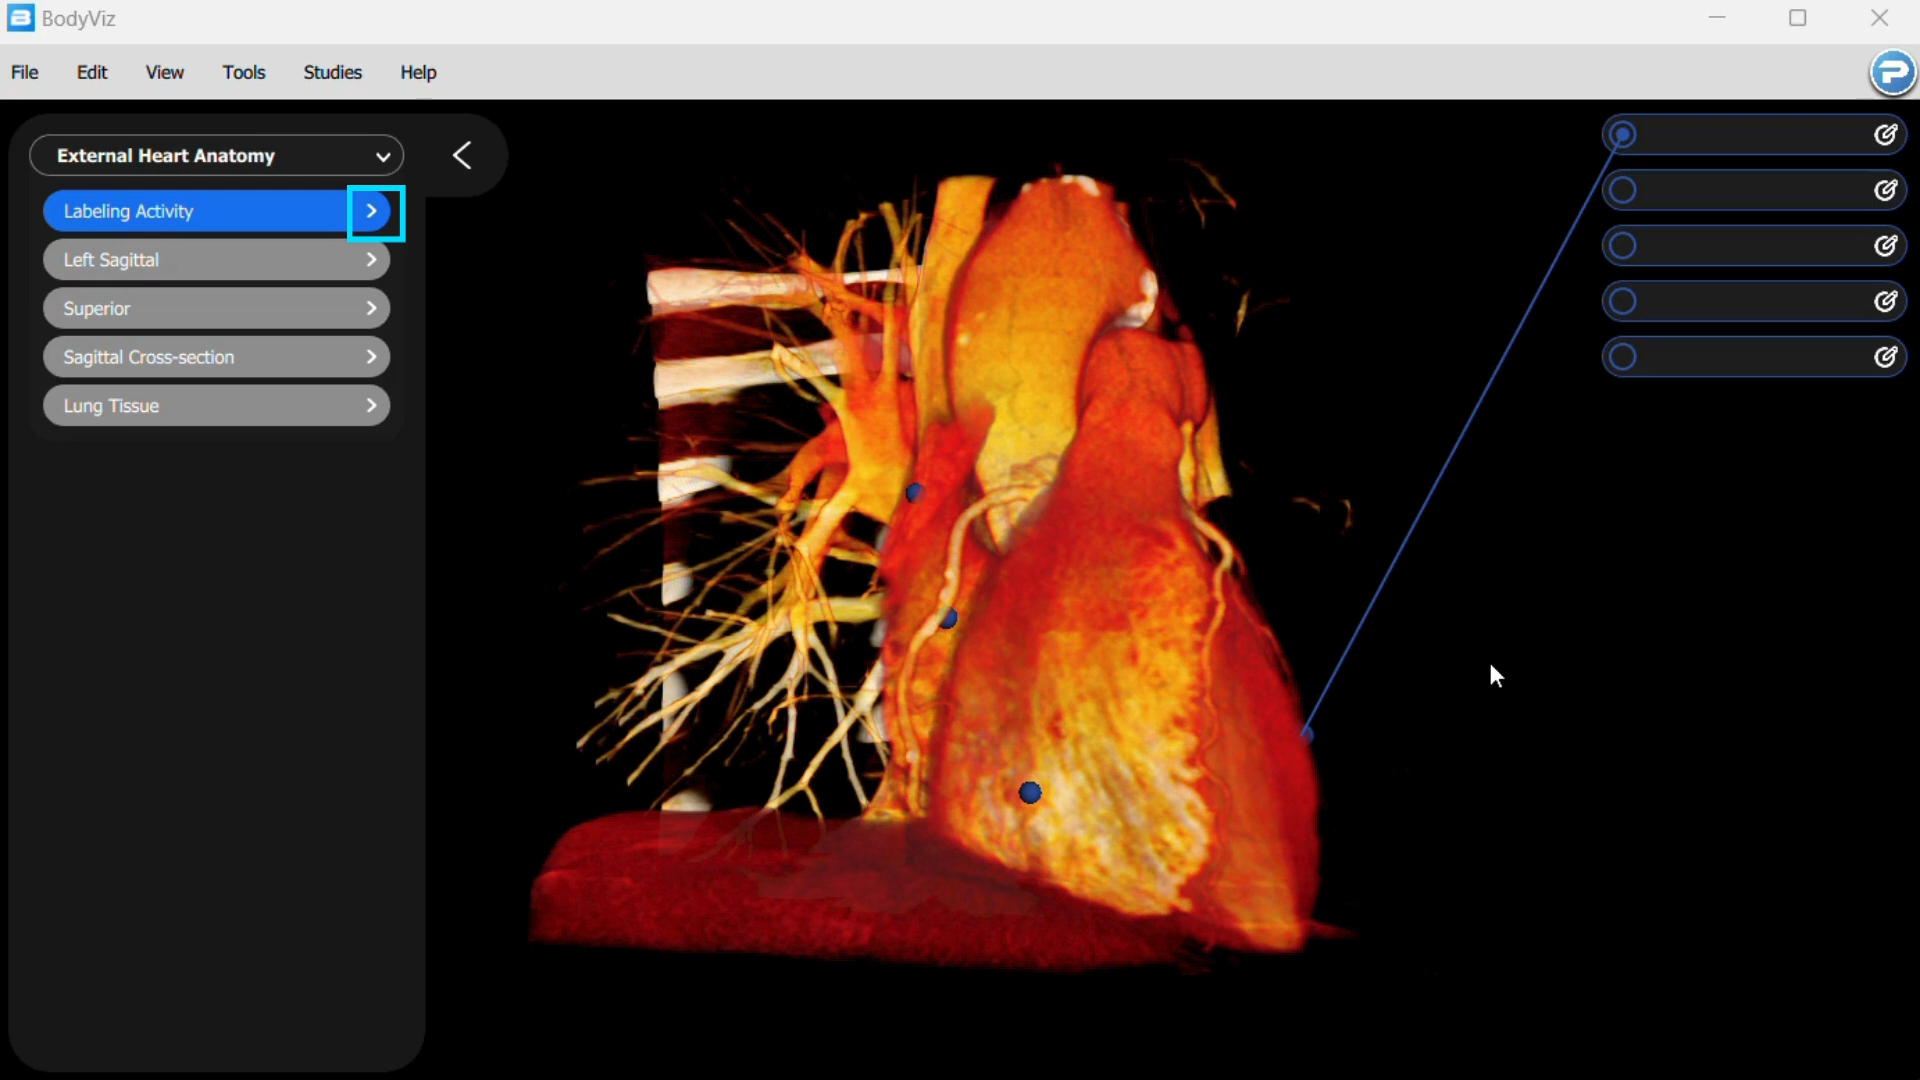 BodyViz
File Edit View Tools Studies Help
External Heart Anatomy
Labeling Activity
Left Sagittal
Superior
Sagittal Cross-section
Lung Tissue